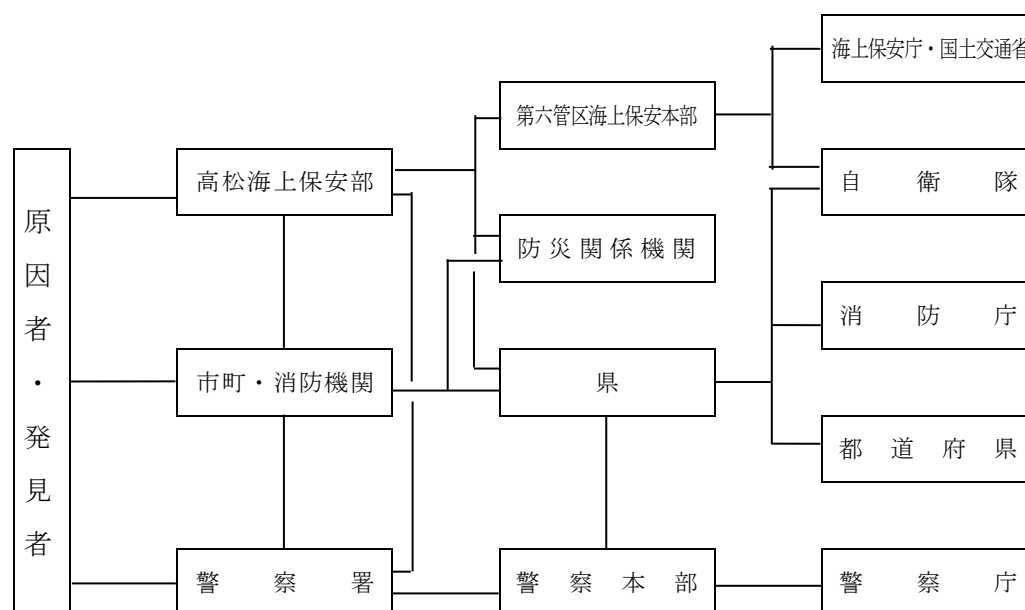 海上保安庁・国土交通省
第六管区海上保安本部
高松海上保安部
自衛隊
原因者・発見者
防災関係機関
消防庁
市町・消防機関
県
都道府県
警察署
警察本部
警察庁